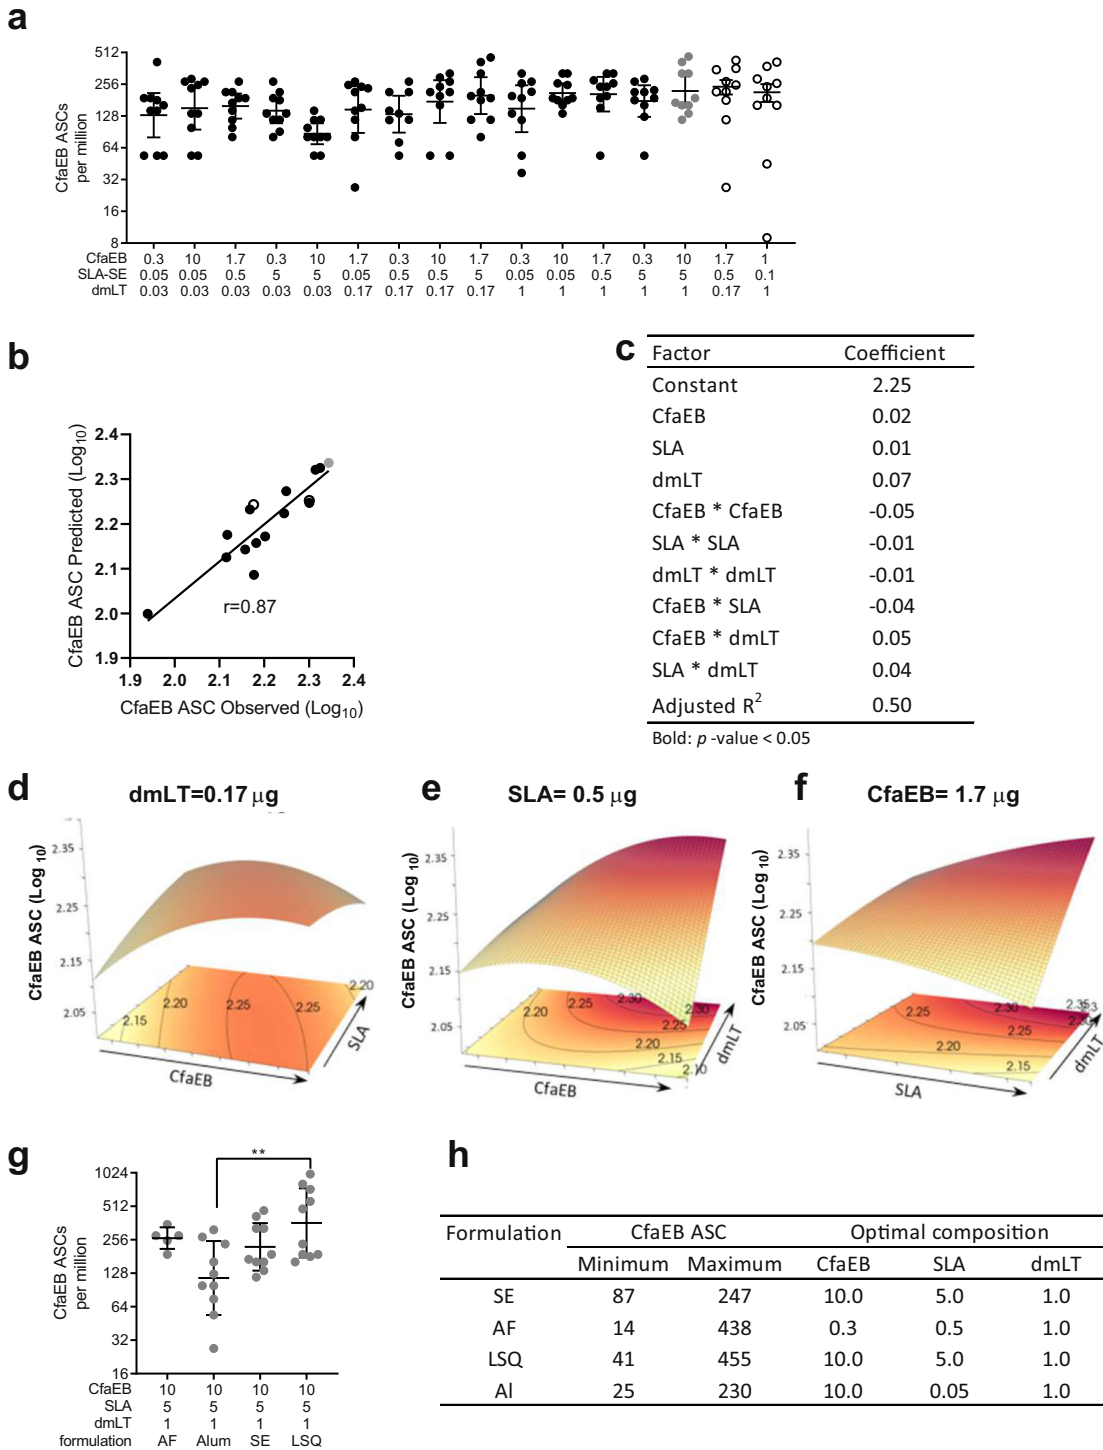 a
512
256
128
64
32
16
8
CfaEB ASCs
per million
CfaEB 0.3 10 1.7 0.3 10 1.7 0.3 10 1.7 0.3 10 1.7 0.3 10 1.7 1
SLA-SE 0.05 0.05 0.5 5 5 0.05 0.5 0.5 5 0.05 0.05 0.5 5 5 0.5 0.1
dmLT 0.03 0.03 0.03 0.03 0.03 0.17 0.17 0.17 0.17 1 1 1 1 1 0.17 1
b
2.4
2.3
2.2
2.1
2.0
1.9
CfaEB ASC Predicted (Log10)
r=0.87
1.9 2.0 2.1 2.2 2.3 2.4
CfaEB ASC Observed (Log10)
c
Factor Coefficient
Constant 2.25
CfaEB 0.02
SLA 0.01
dmLT 0.07
CfaEB * CfaEB -0.05
SLA * SLA -0.01
dmLT * dmLT -0.01
CfaEB * SLA -0.04
CfaEB * dmLT 0.05
SLA * dmLT 0.04
Adjusted R2 0.50
Bold: p -value < 0.05
d
dmLT=0.17 µg
CfaEB ASC (Log 10)
2.35
2.25
2.15
2.05
2.15
2.20
2.25
2.25
2.20
CfaEB
SLA
e
SLA= 0.5 µg
CfaEB ASC (Log 10)
2.35
2.25
2.15
2.05
2.25
2.30
2.30
2.25
2.20
2.15
2.10
CfaEB
dmLT
f
CfaEB= 1.7 µg
CfaEB ASC (Log 10)
2.35
2.25
2.15
2.05
2.30
2.25
2.20
2.15
CfaEB
SLA
dmLT
g
1024
512
256
128
64
32
16
CfaEB ASCs
per million
**
CfaEB 10 10 10 10
SLA 5 5 5 5
dmLT 1 1 1 1
formulation AF Alum SE LSQ
h
Formulation CfaEB ASC Optimal composition
Minimum Maximum CfaEB SLA dmLT
SE 87 247 10.0 5.0 1.0
AF 14 438 0.3 0.5 1.0
LSQ 41 455 10.0 5.0 1.0
Al 25 230 10.0 0.05 1.0